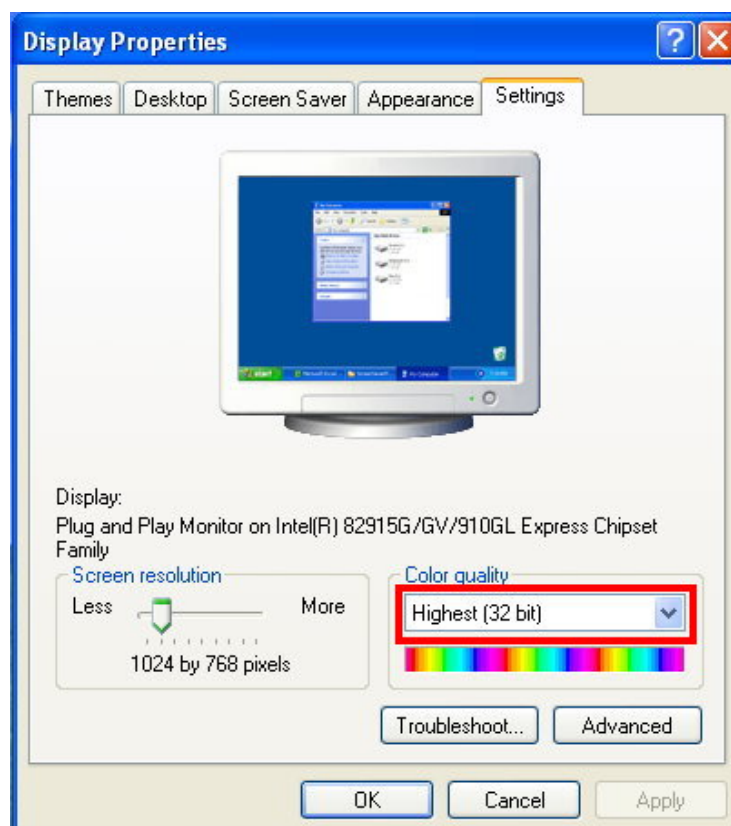 Display Properties
?
Themes Desktop Screen Saver Appearance Settings
start
Display:
Plug and Play Monitor on Intel(R) 82915G/GV/910GL Express Chipset
Family
Screen resolution
Less More
1024 by 768 pixels
Color quality
Highest (32 bit)
Troubleshoot... Advanced
OK Cancel Apply